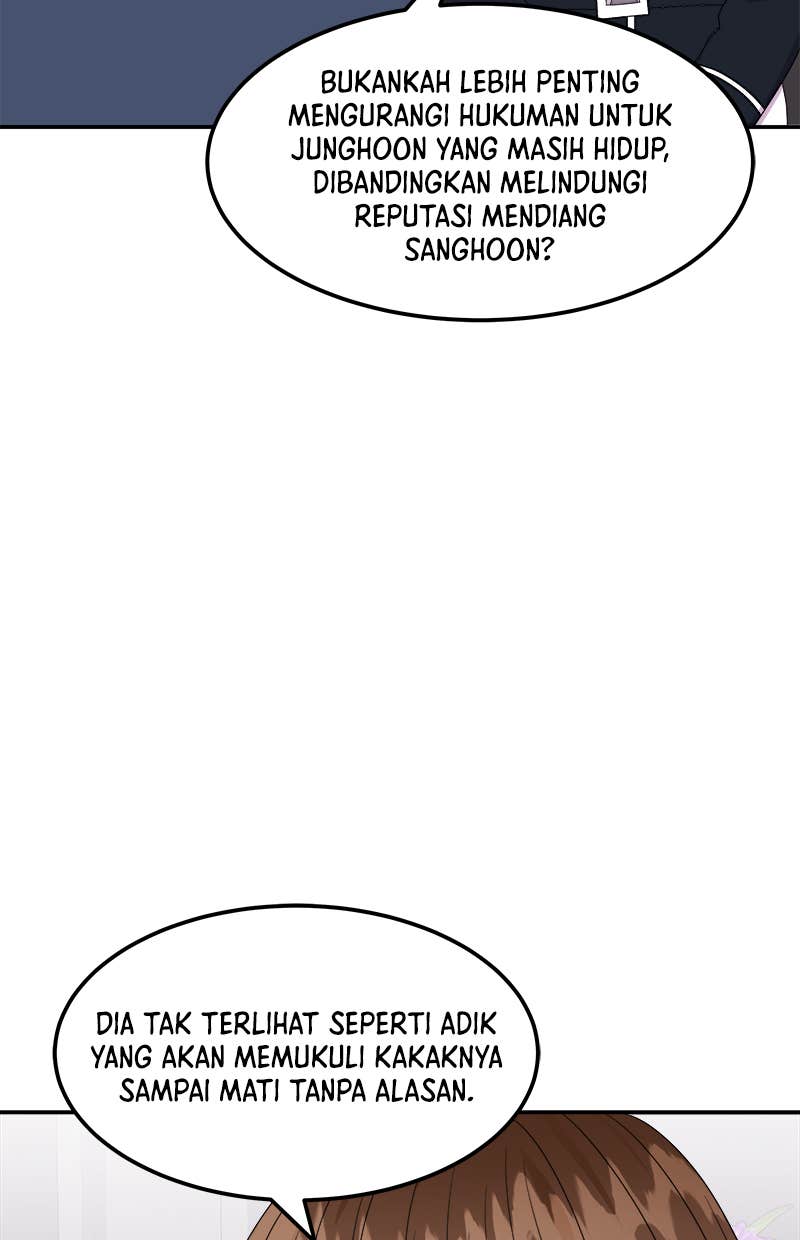 BUKANKAH LEBIH PENTING
MENGURANGI HUKUMAN UNTUK
JUNGHOON YANG MASIH HIDUP,
DIBANDINGKAN MELINDUNGI
REPUTASI MENDIANG
SANGHOON?
DIA TAK TERLIHAT SEPERTI ADIK
YANG AKAN MEMUKULI KAKAKNYA
SAMPAI MATI TANPA ALASAN.